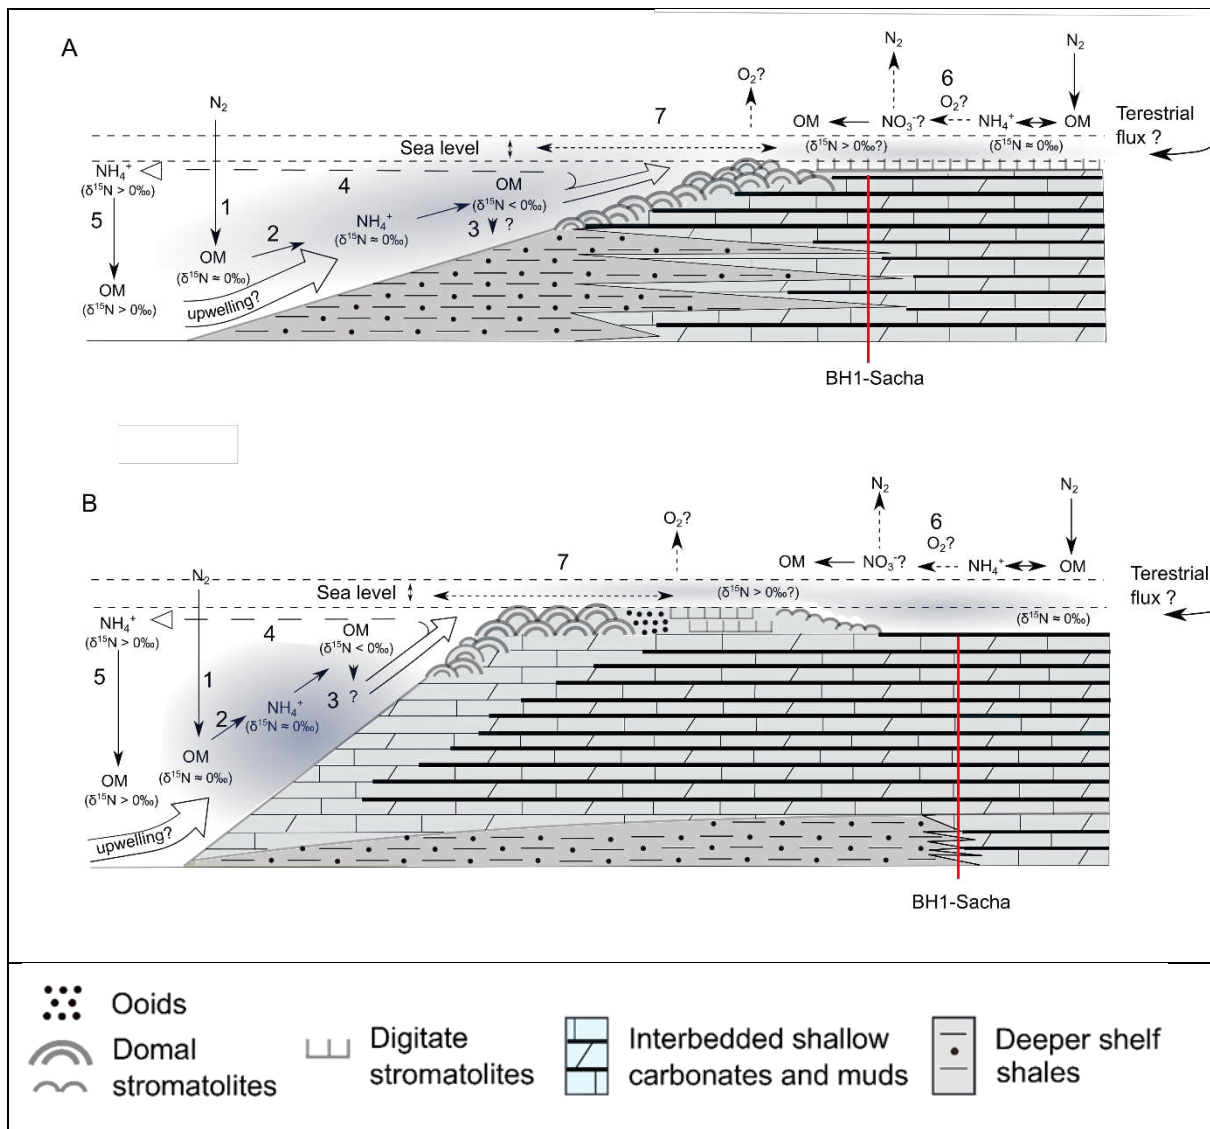 A
N₂
N₂
N₂
O₂?
6
O₂?
7
OM
NO₃⁻?
NH₄⁺
OM
Terestrial
flux ?
Sea level
(δ¹⁵N > 0‰?)
(δ¹⁵N ≈ 0‰)
NH₄⁺
(δ¹⁵N > 0‰)
4
OM
(δ¹⁵N < 0‰)
5
1
2
NH₄⁺
(δ¹⁵N ≈ 0‰)
3
?
OM
(δ¹⁵N ≈ 0‰)
OM
(δ¹⁵N > 0‰)
upwelling?
BH1-Sacha
B
N₂
N₂
O₂?
6
O₂?
7
OM
NO₃⁻?
NH₄⁺
OM
N₂
Terestrial
flux ?
Sea level
(δ¹⁵N > 0‰?)
(δ¹⁵N ≈ 0‰)
NH₄⁺
(δ¹⁵N > 0‰)
4
OM
(δ¹⁵N < 0‰)
5
1
2
NH₄⁺
(δ¹⁵N ≈ 0‰)
3
?
OM
(δ¹⁵N ≈ 0‰)
OM
(δ¹⁵N > 0‰)
upwelling?
BH1-Sacha
Ooids
Domal
stromatolites
Digitate
stromatolites
Interbedded shallow
carbonates and muds
Deeper shelf
shales